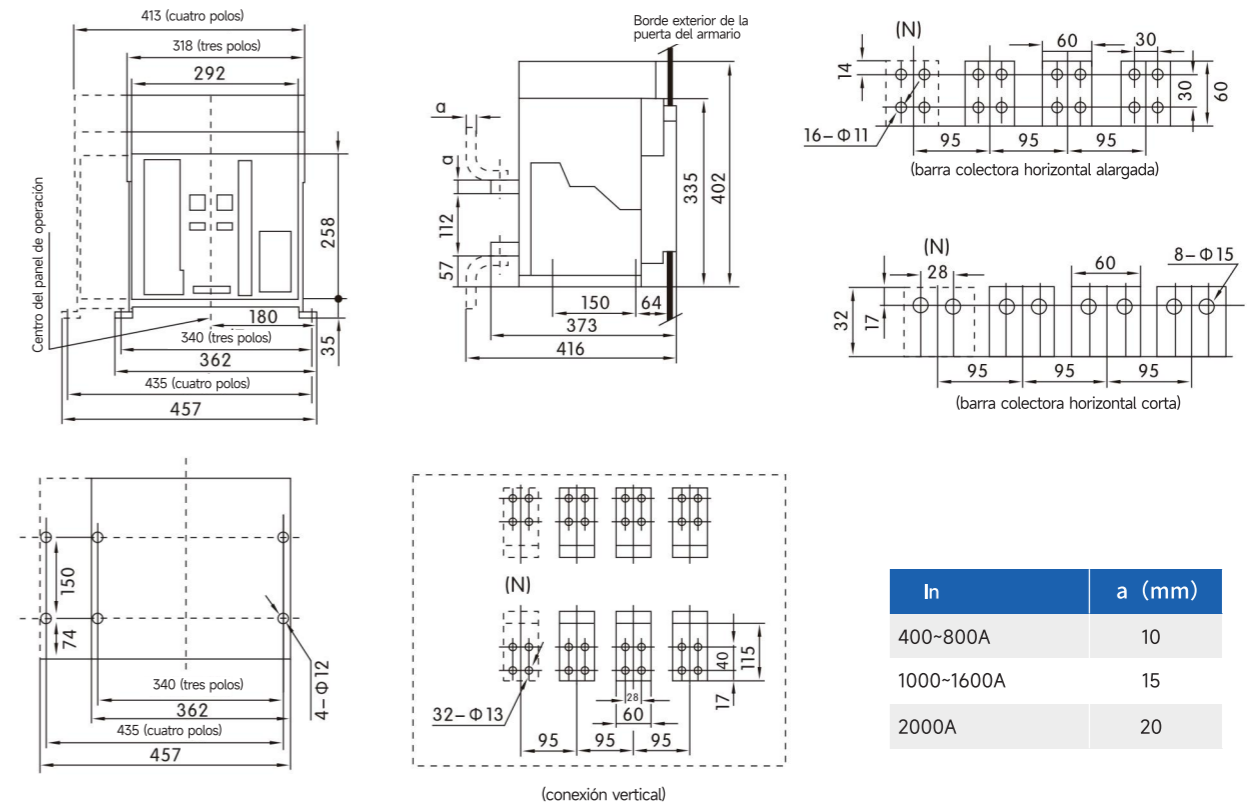 413 (cuatro polos)
318 (tres polos)
292
Centro del panel de operación
258
180
35
340 (tres polos)
362
435 (cuatro polos)
457
Borde exterior de la
puerta del armario
a
a
112
57
335
402
150
64
373
416
(N)
60
30
14
30
60
16-Φ11
95
95
95
(barra colectora horizontal alargada)
(N)
28
60
8-Φ15
32
17
95
95
95
(barra colectora horizontal corta)
150
74
340 (tres polos)
362
435 (cuatro polos)
457
4-Φ12
(N)
40
115
17
28
60
32-Φ13
95
95
95
(conexión vertical)
In a (mm)
400~800A 10
1000~1600A 15
2000A 20